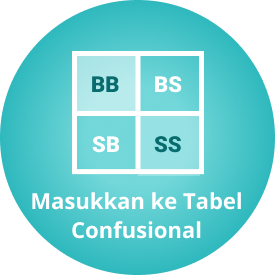 BB BS
SB SS
Masukkan ke Tabel
Confusional